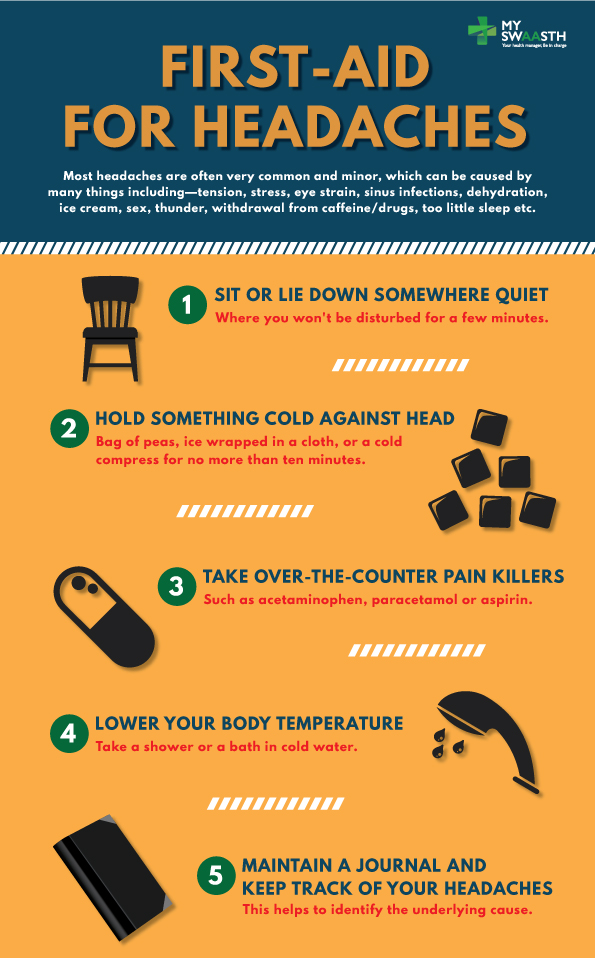 MY
SWAASTH
Your health manager, Be in charge
FIRST-AID
FOR HEADACHES
Most headaches are often very common and minor, which can be caused by
many things including—tension, stress, eye strain, sinus infections, dehydration,
ice cream, sex, thunder, withdrawal from caffeine/drugs, too little sleep etc.
1
SIT OR LIE DOWN SOMEWHERE QUIET
Where you won't be disturbed for a few minutes.
2
HOLD SOMETHING COLD AGAINST HEAD
Bag of peas, ice wrapped in a cloth, or a cold
compress for no more than ten minutes.
3
TAKE OVER-THE-COUNTER PAIN KILLERS
Such as acetaminophen, paracetamol or aspirin.
4
LOWER YOUR BODY TEMPERATURE
Take a shower or a bath in cold water.
5
MAINTAIN A JOURNAL AND
KEEP TRACK OF YOUR HEADACHES
This helps to identify the underlying cause.